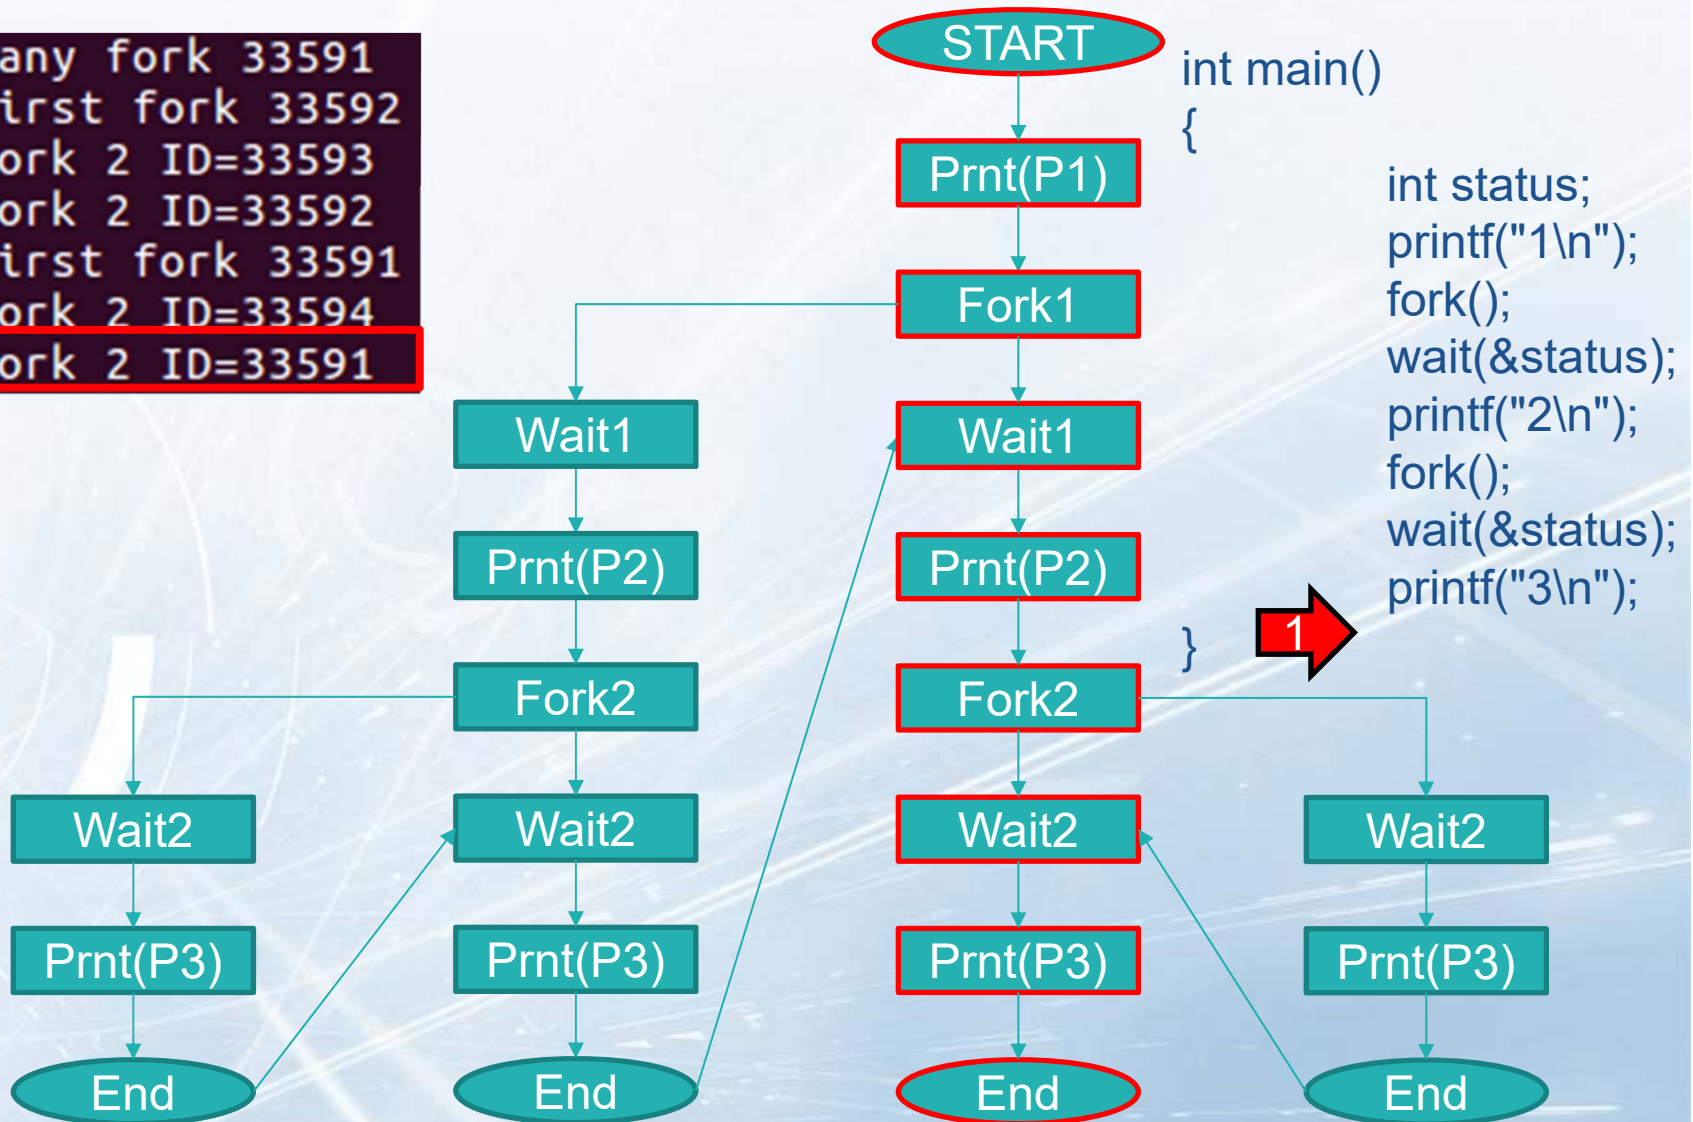 any fork 33591
irst fork 33592
ork 2 ID=33593
ork 2 ID=33592
irst fork 33591
ork 2 ID=33594
ork 2 ID=33591
START
Prnt(P1)
Fork1
Wait1
Wait1
Prnt(P2)
Prnt(P2)
Fork2
Fork2
Wait2
Wait2
Wait2
Wait2
Prnt(P3)
Prnt(P3)
Prnt(P3)
Prnt(P3)
End
End
End
End
int main()
{
int status;
printf("1\n");
fork();
wait(&status);
printf("2\n");
fork();
wait(&status);
printf("3\n");
}
1